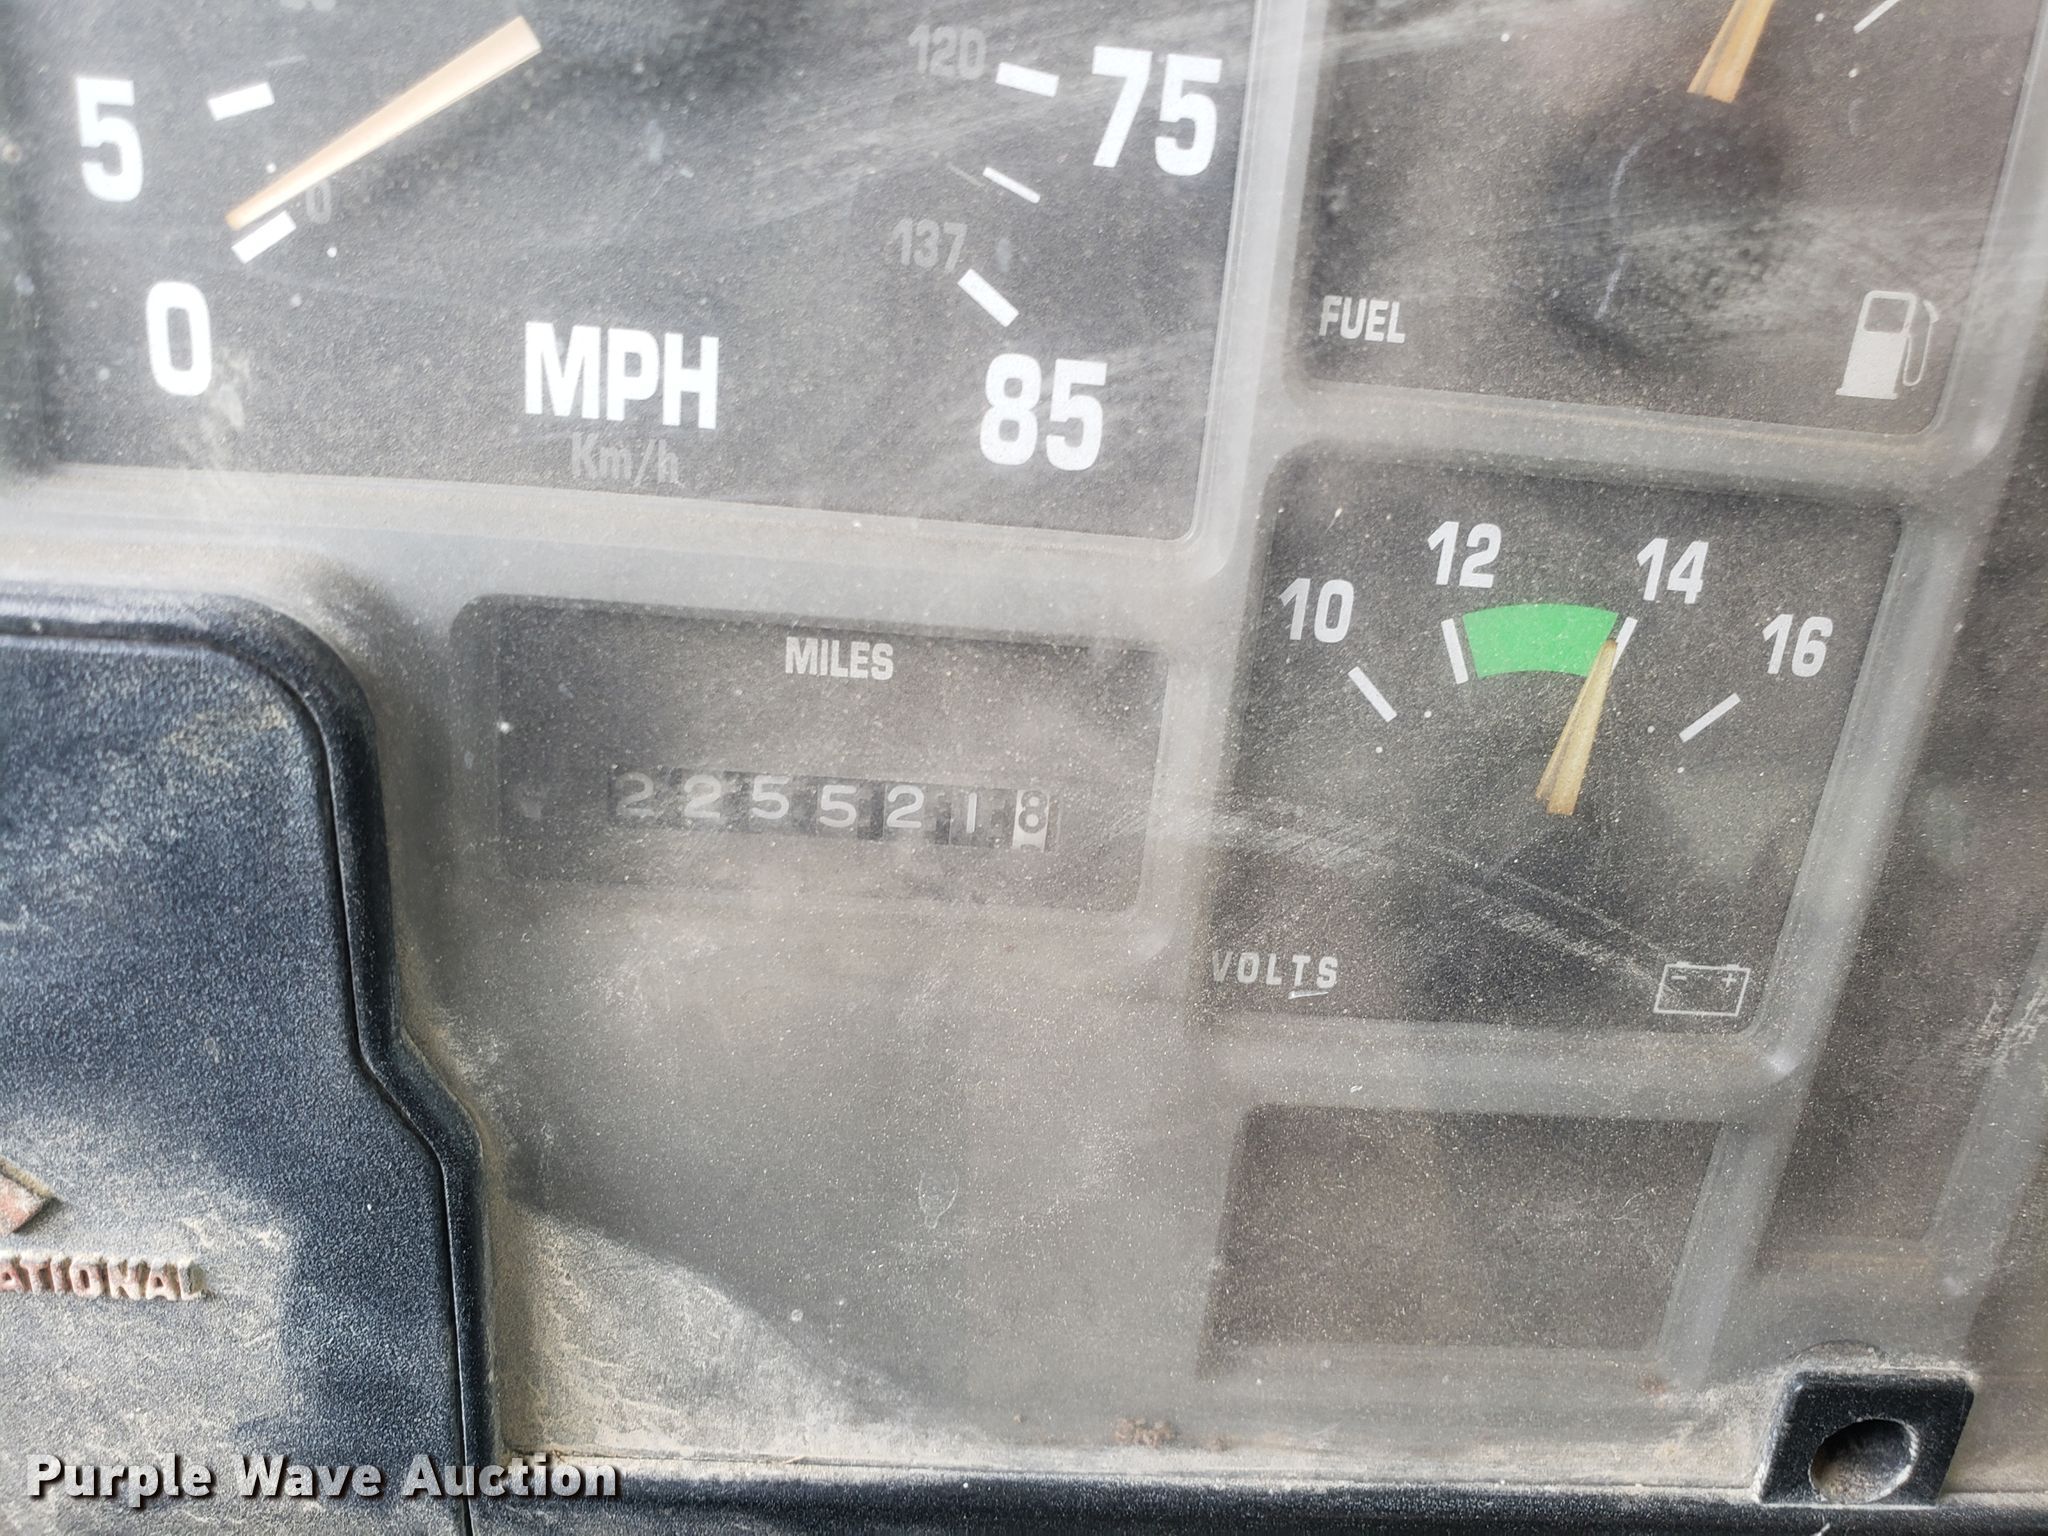 5
0
120
75
0
137
85
MPH
Km/h
FUEL
MILES
2255218
10
12
14
16
VOLTS
- +
ATIONAL
Purple Wave Auction